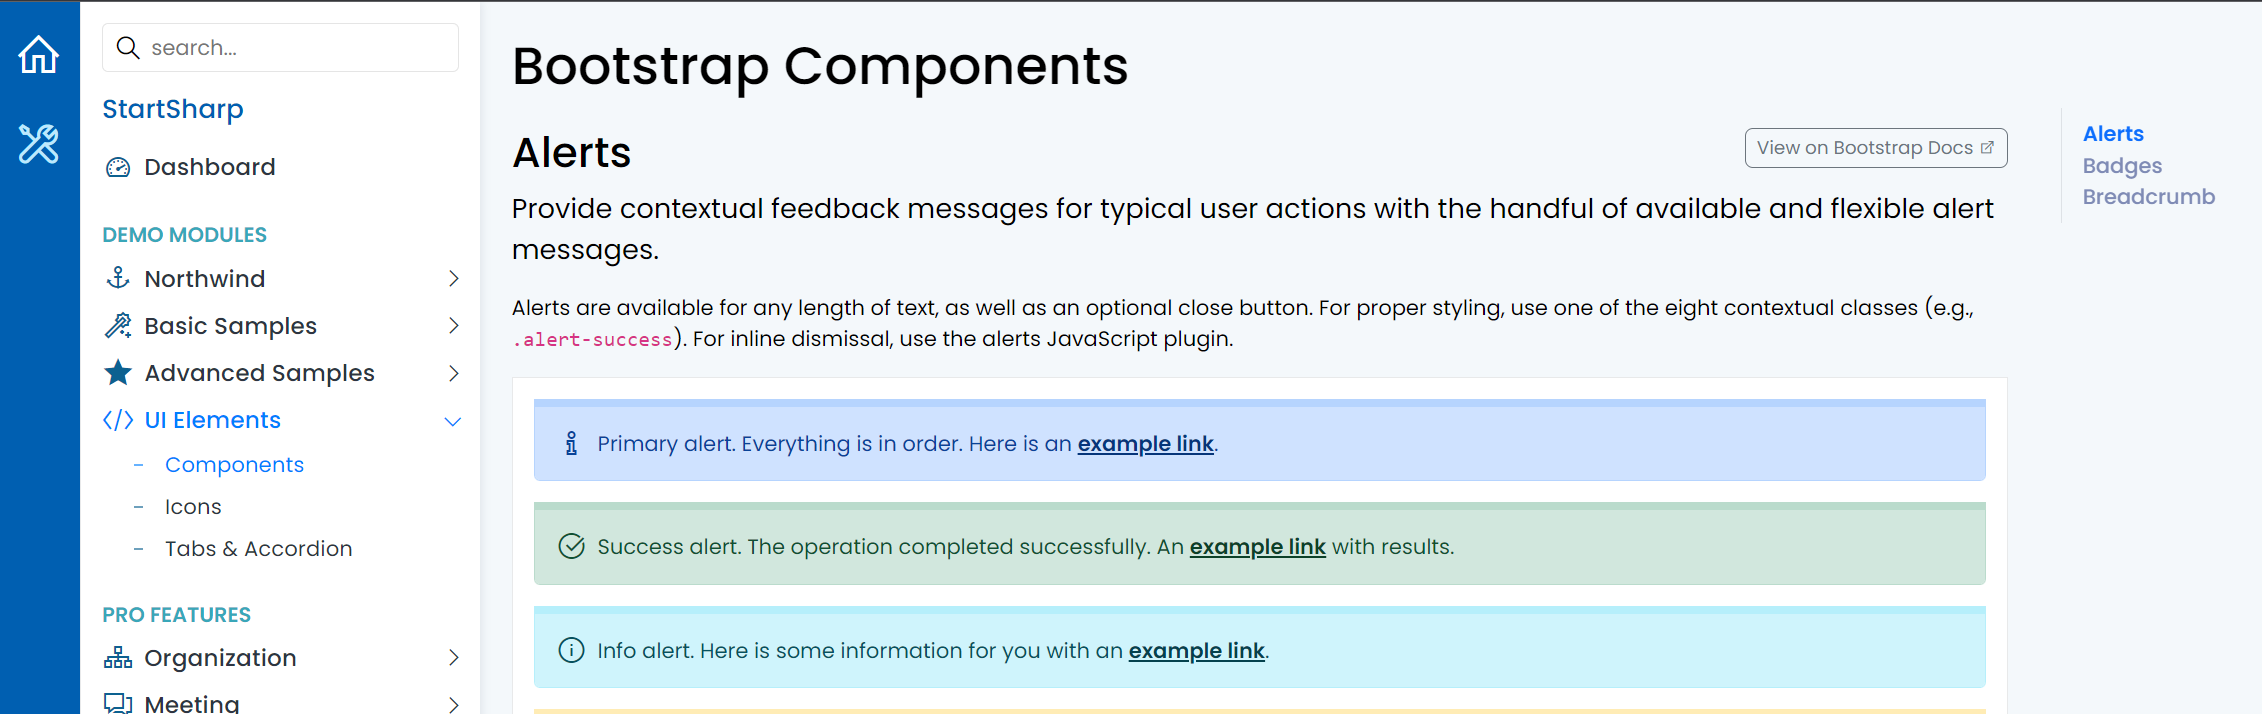 search...
StartSharp
Dashboard
DEMO MODULES
Northwind
Basic Samples
Advanced Samples
UI Elements
Components
Icons
Tabs & Accordion
PRO FEATURES
Organization
Meeting
Bootstrap Components
Alerts
View on Bootstrap Docs
Provide contextual feedback messages for typical user actions with the handful of available and flexible alert
messages.
Alerts are available for any length of text, as well as an optional close button. For proper styling, use one of the eight contextual classes (e.g.,
.alert-success). For inline dismissal, use the alerts JavaScript plugin.
Primary alert. Everything is in order. Here is an example link.
Success alert. The operation completed successfully. An example link with results.
Info alert. Here is some information for you with an example link.
Alerts
Badges
Breadcrumb